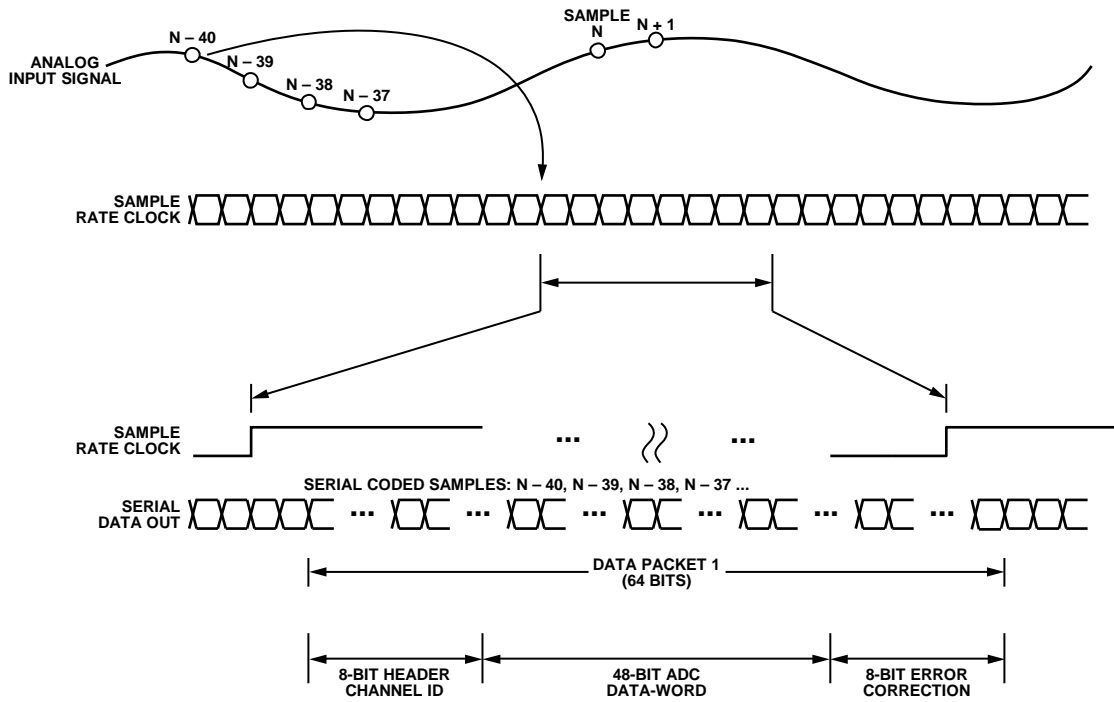 SAMPLE
N
N + 1
N – 40
N – 39
N – 38
N – 37
ANALOG
INPUT SIGNAL
SAMPLE
RATE CLOCK
SAMPLE
RATE CLOCK
... ...
SERIAL CODED SAMPLES: N – 40, N – 39, N – 38, N – 37 ...
SERIAL
DATA OUT
... ... ... ... ... ...
DATA PACKET 1
(64 BITS)
8-BIT HEADER
CHANNEL ID
48-BIT ADC
DATA-WORD
8-BIT ERROR
CORRECTION